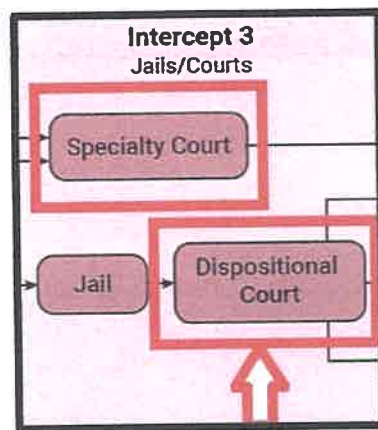 Intercept 3
Jails/Courts
Specialty Court
Jail
Dispositional
Court